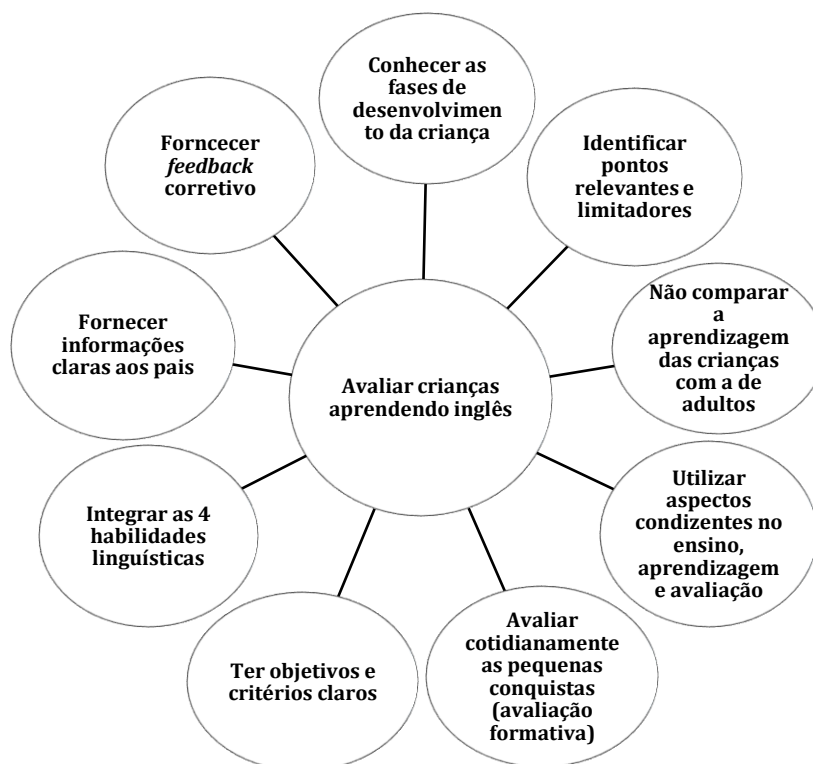 Conhecer as
fases de
desenvolvimen
to da criança
Identificar
pontos
relevantes e
limitadores
Não comparar
a
aprendizagem
das crianças
com a de
adultos
Utilizar
aspectos
condizentes no
ensino,
aprendizagem
e avaliação
Avaliar
cotidianamente
as pequenas
conquistas
(avaliação
formativa)
Ter objetivos e
critérios claros
Integrar as 4
habilidades
linguísticas
Fornecer
informações
claras aos pais
Forncecer
feedback
corretivo
Avaliar crianças
aprendendo inglês